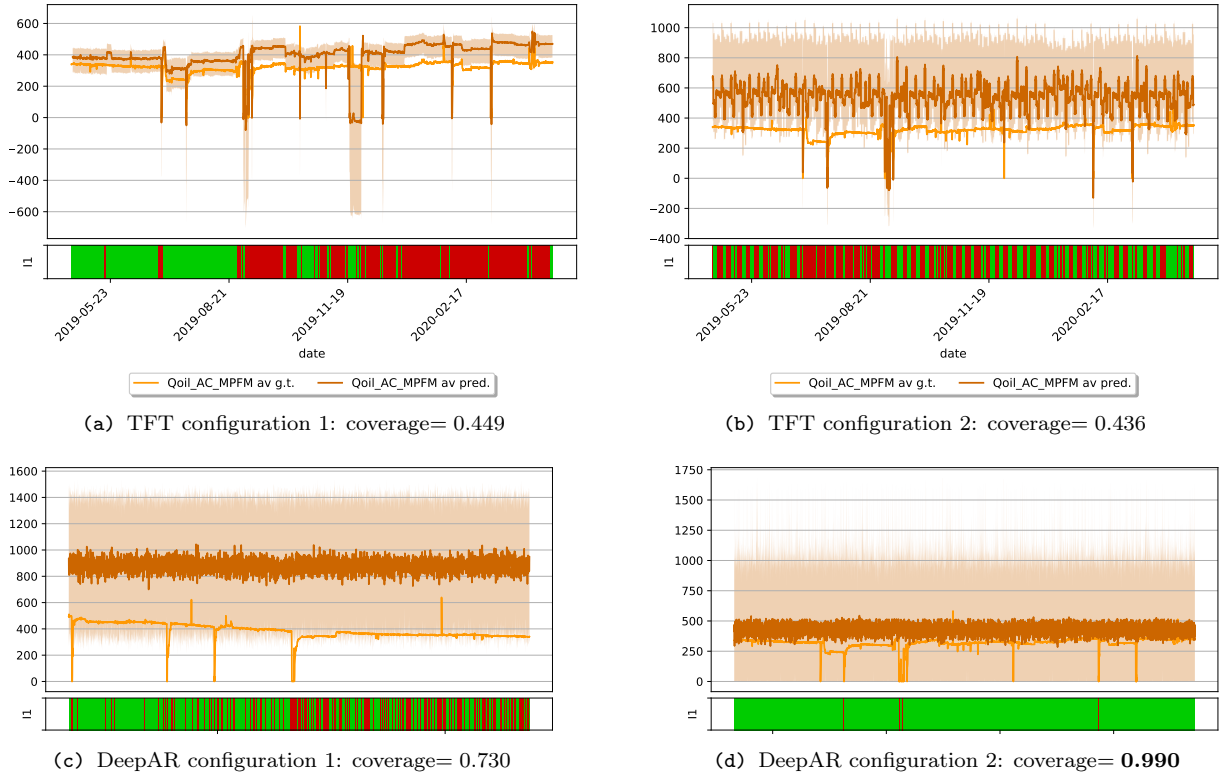 600
400
200
0
−200
−400
−600
I1
2019-05-23
2019-08-21
2019-11-19
2020-02-17
date
Qoil_AC_MPFM av g.t.
Qoil_AC_MPFM av pred.
(a) TFT configuration 1: coverage= 0.449
1000
800
600
400
200
0
−200
−400
I1
2019-05-23
2019-08-21
2019-11-19
2020-02-17
date
Qoil_AC_MPFM av g.t.
Qoil_AC_MPFM av pred.
(b) TFT configuration 2: coverage= 0.436
1600
1400
1200
1000
800
600
400
200
0
I1
(c) DeepAR configuration 1: coverage= 0.730
1750
1500
1250
1000
750
500
250
0
I1
(d) DeepAR configuration 2: coverage= 0.990